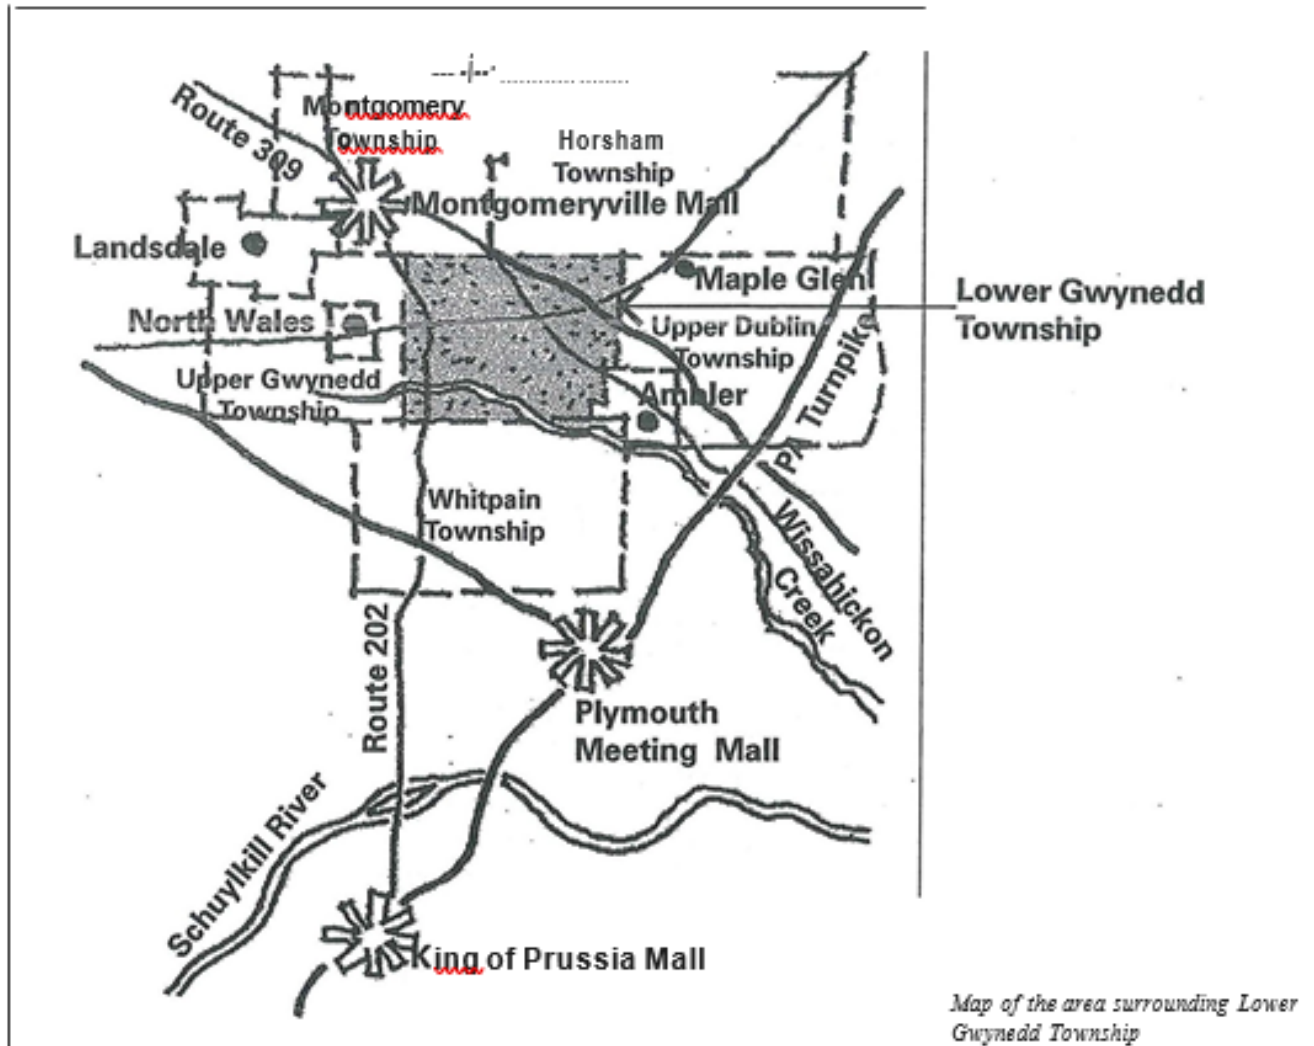 Route 309
Montgomery
Township
Horsham
Township
Montgomeryville Mall
Landsdale
Maple Glen
Lower Gwynedd
Township
North Wales
Upper Dublin
Township
PA Turnpike
Upper Gwynedd
Township
Ambler
Whitpain
Township
Wissahickon
Creek
Route 202
Plymouth
Meeting Mall
Schuylkill River
King of Prussia Mall
Map of the area surrounding Lower
Gwynedd Township